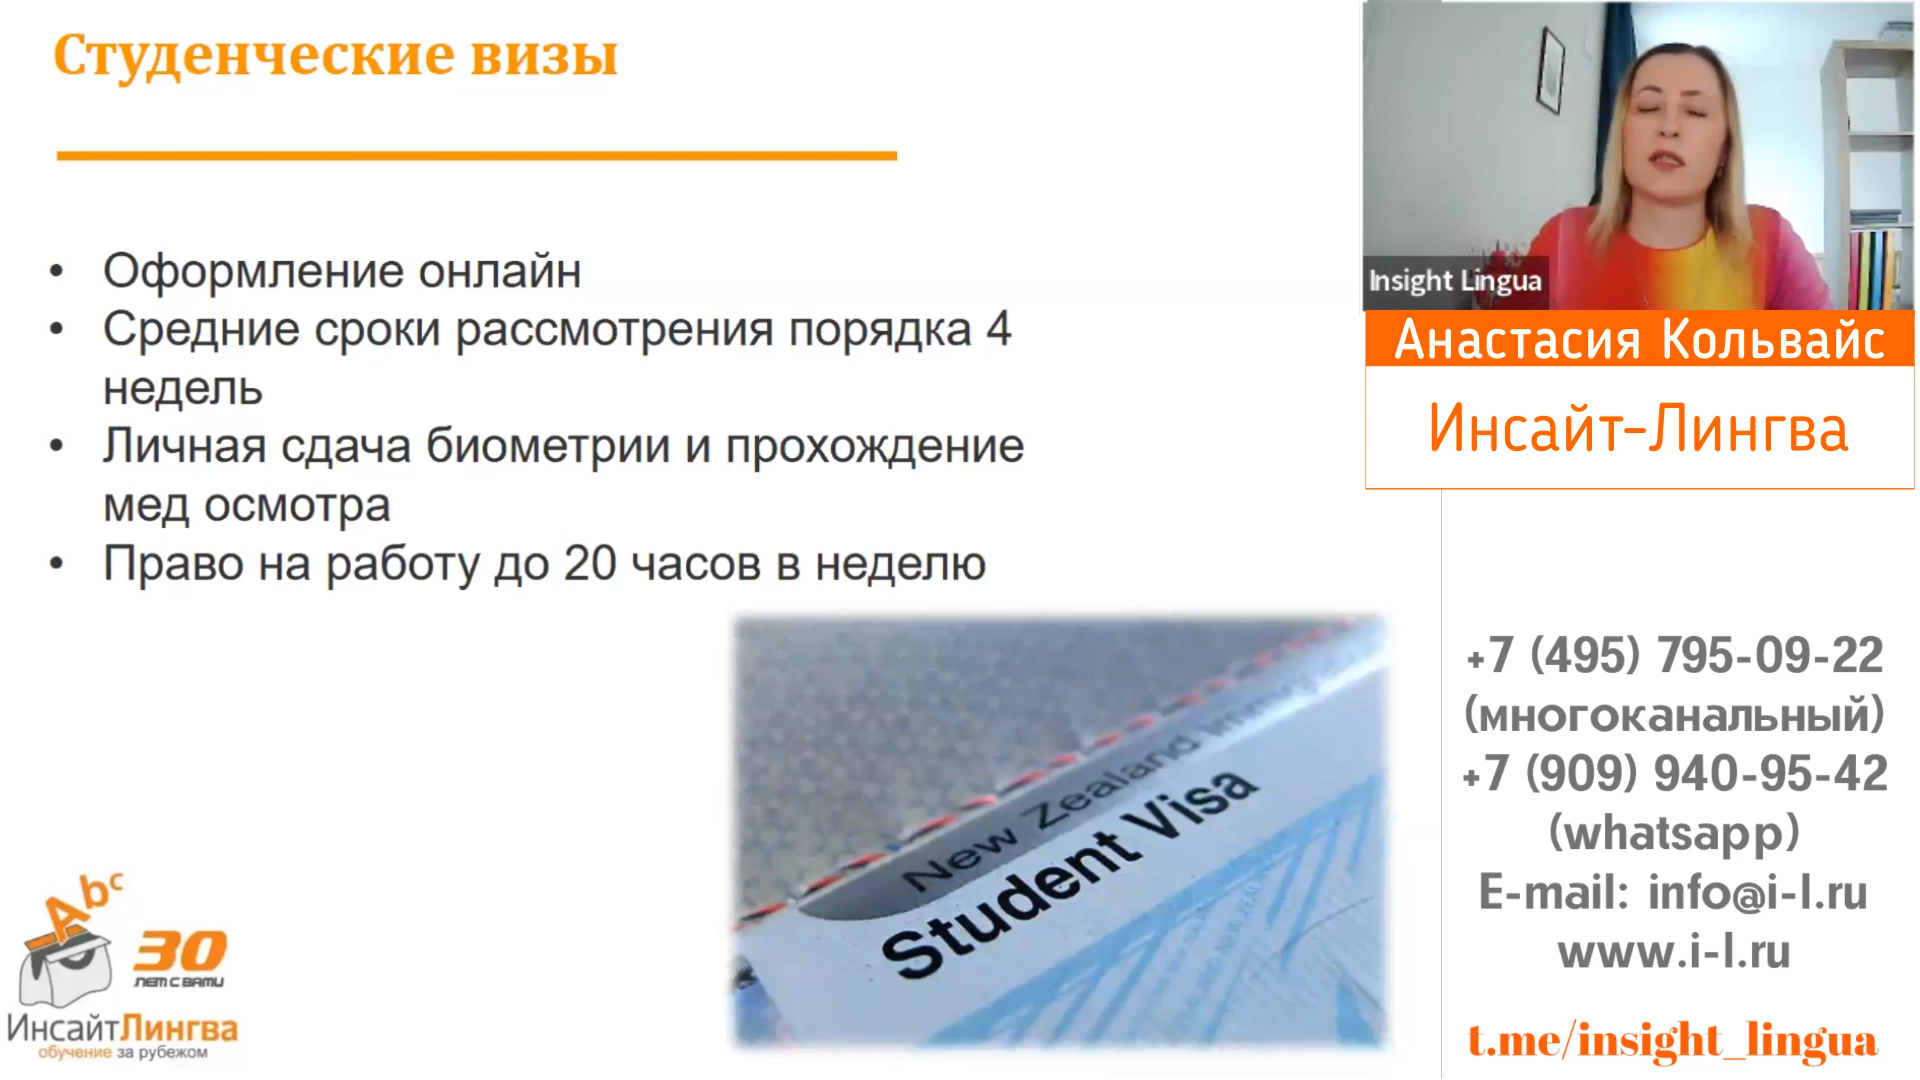 Студенческие визы
• Оформление онлайн
• Средние сроки рассмотрения порядка 4
недель
• Личная сдача биометрии и прохождение
мед осмотра
• Право на работу до 20 часов в неделю
New Zealand
Student Visa
Abc
30
ЛЕТ С ВАМИ
ИнсайтЛингва
обучение за рубежом
Insight Lingua
Анастасия Кольвайс
Инсайт-Лингва
+7 (495) 795-09-22
(многоканальный)
+7 (909) 940-95-42
(whatsapp)
E-mail: info@i-l.ru
www.i-l.ru
t.me/insight_lingua